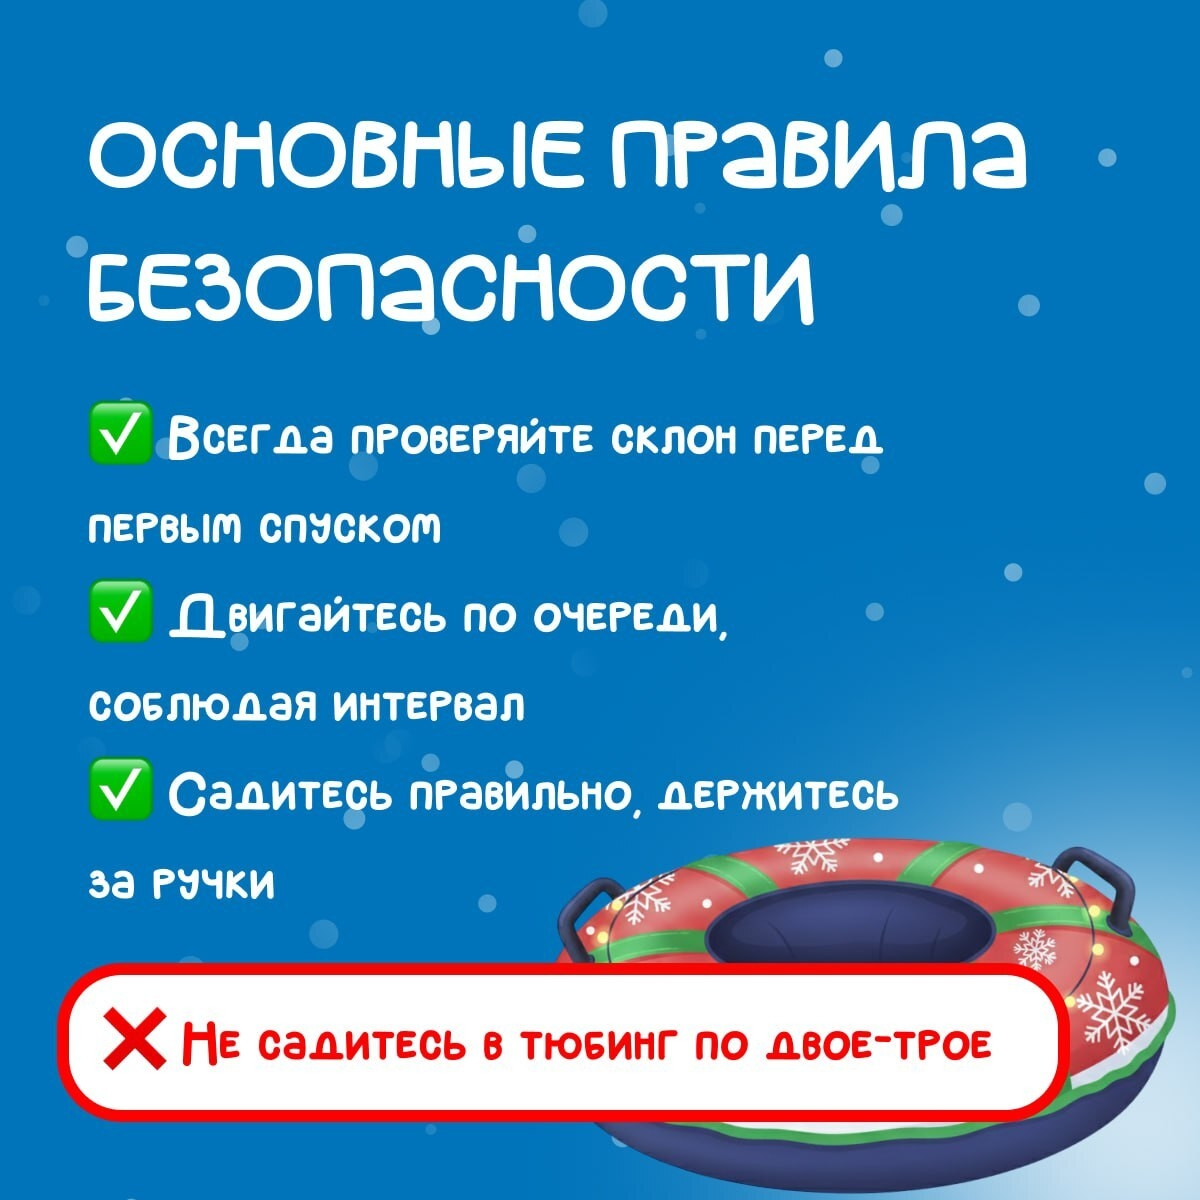 ОСНОВНЫЕ ПРАВИЛА
БЕЗОПАСНОСТИ
✅ Всегда проверяйте склон перед
первым спуском
✅ Двигайтесь по очереди,
соблюдая интервал
✅ Садитесь правильно, держитесь
за ручки
❌ Не садитесь в тюбинг по двое-трое